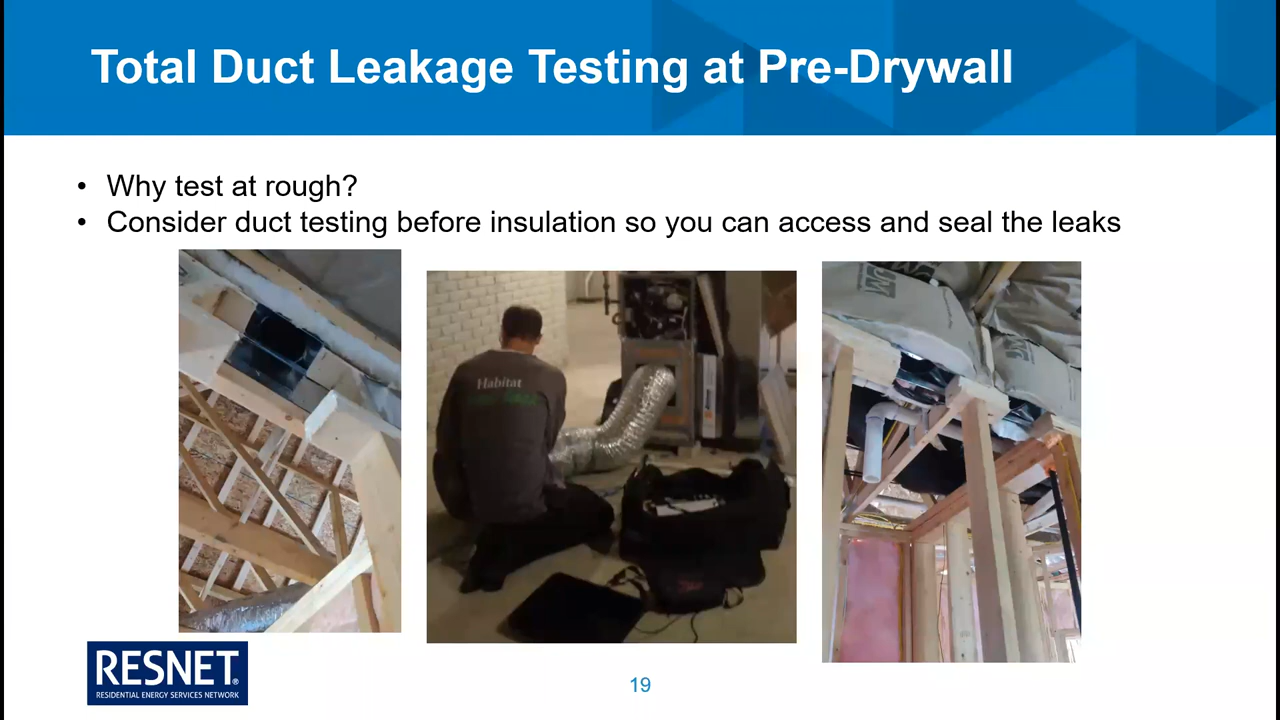 Total Duct Leakage Testing at Pre-Drywall
• Why test at rough?
• Consider duct testing before insulation so you can access and seal the leaks
Habitat
JM
RESNET®
RESIDENTIAL ENERGY SERVICES NETWORK
19